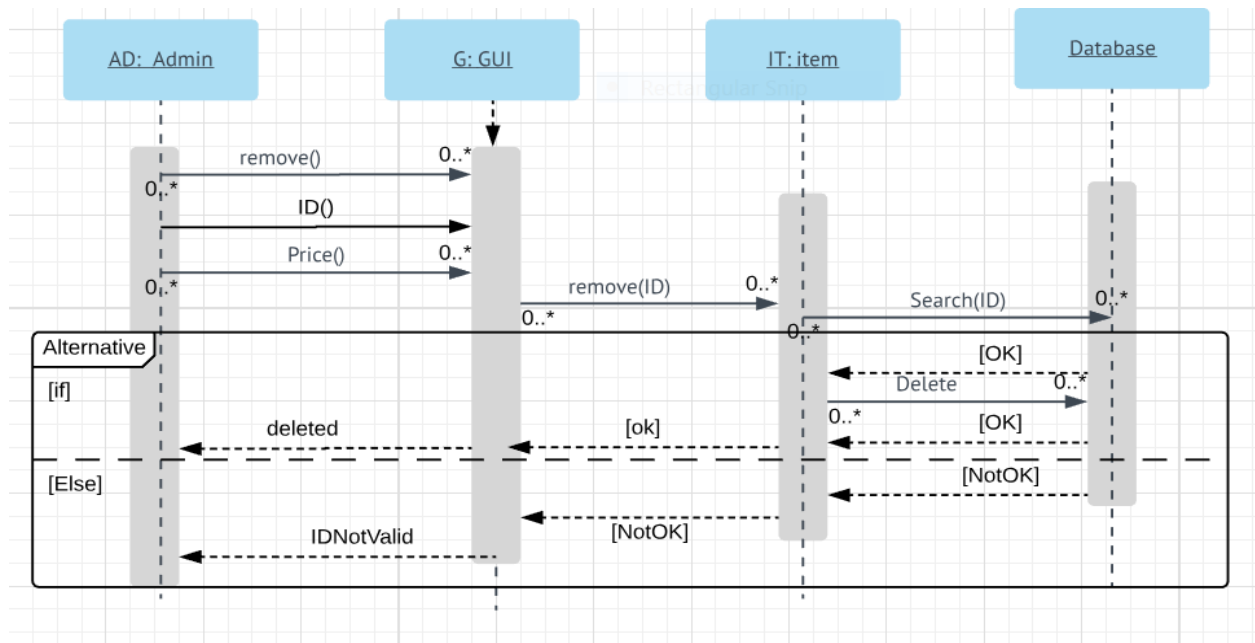 AD:  Admin
G: GUI
IT: item
Database
Rectangular Snip
remove()
0..*
0..*
ID()
Price()
0..*
0..*
remove(ID)
0..*
0..*
Search(ID)
0..*
0..*
Alternative
[if]
[OK]
Delete
0..*
0..*
[OK]
[ok]
deleted
[Else]
[NotOK]
[NotOK]
IDNotValid